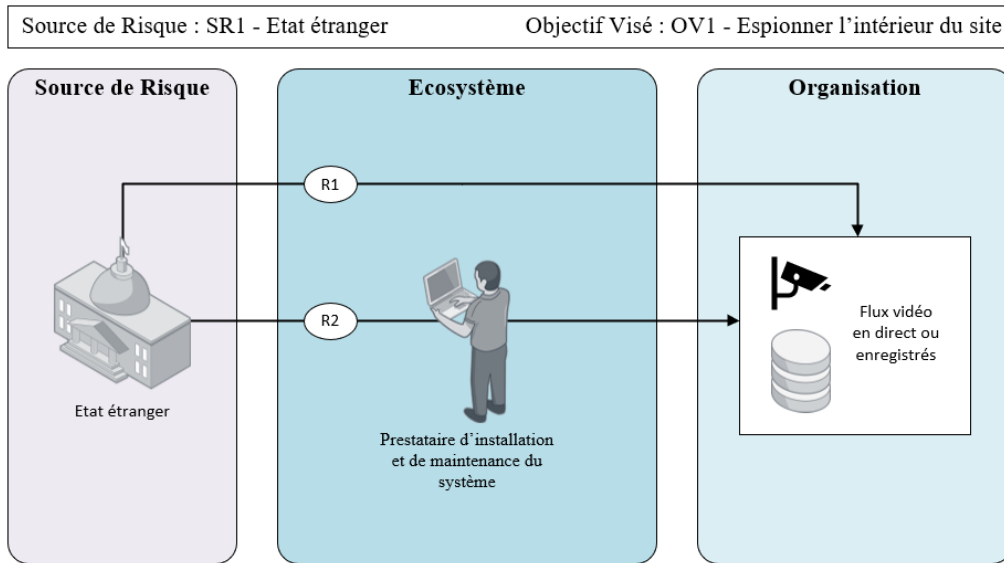 Source de Risque : SR1 - Etat étranger Objectif Visé : OV1 - Espionner l’intérieur du site
Source de Risque
Ecosystème
Organisation
R1
R2
Flux vidéo
en direct ou
enregistrés
Etat étranger
Prestataire d’installation
et de maintenance du
système